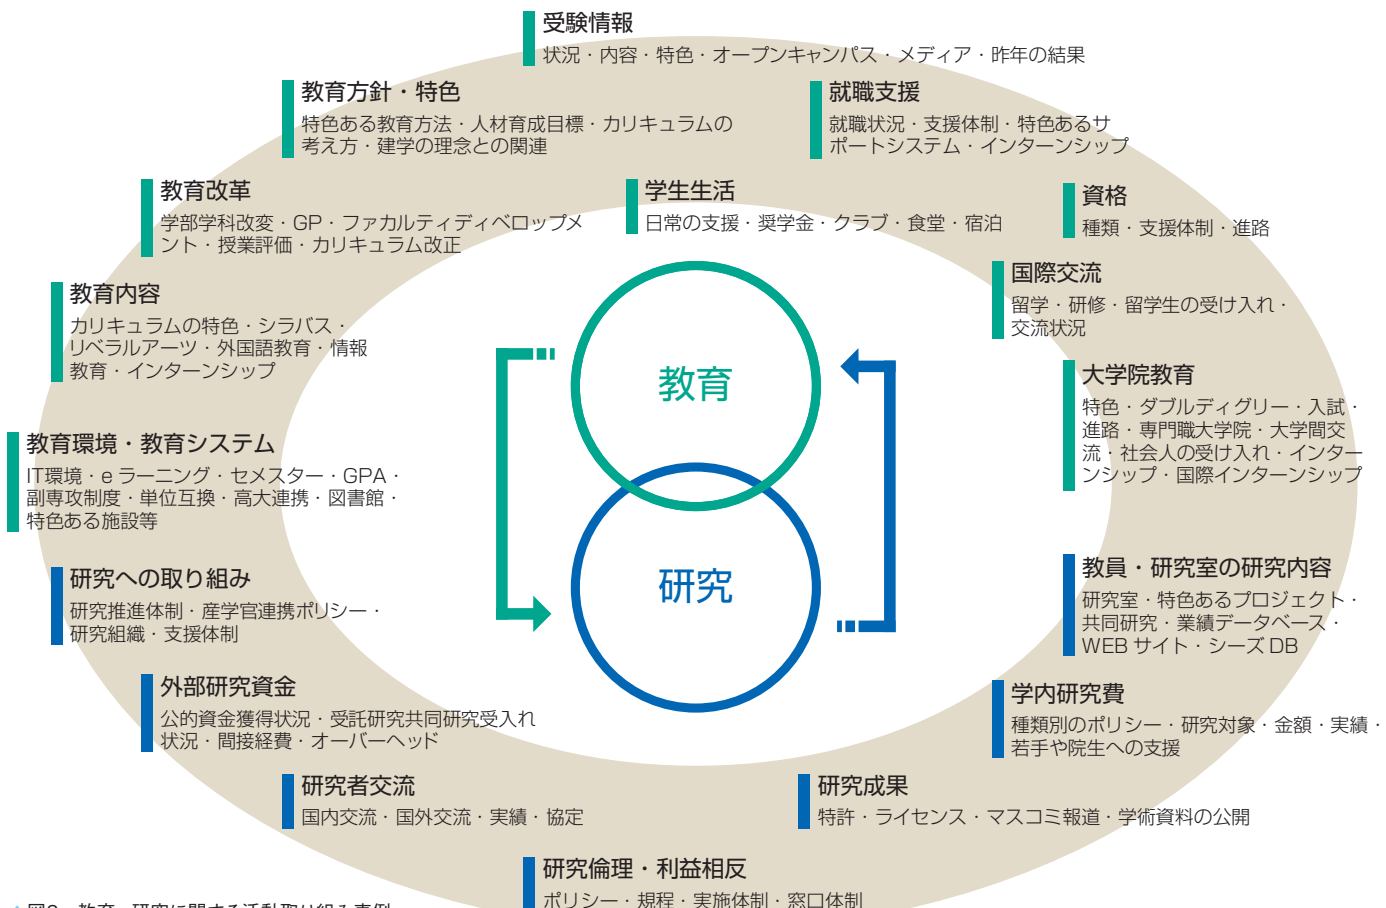 受験情報
状況・内容・特色・オープンキャンパス・メディア・昨年の結果
教育方針・特色
特色ある教育方法・人材育成目標・カリキュラムの
考え方・建学の理念との関連
就職支援
就職状況・支援体制・特色あるサ
ポートシステム・インターンシップ
教育改革
学部学科改変・GP・ファカルティディベロップメ
ント・授業評価・カリキュラム改正
学生生活
日常の支援・奨学金・クラブ・食堂・宿泊
資格
種類・支援体制・進路
国際交流
留学・研修・留学生の受け入れ・
交流状況
教育内容
カリキュラムの特色・シラバス・
リベラルアーツ・外国語教育・情報
教育・インターンシップ
教育
大学院教育
特色・ダブルディグリー・入試・
進路・専門職大学院・大学間交
流・社会人の受け入れ・インター
ンシップ・国際インターンシップ
教育環境・教育システム
IT環境・e ラーニング・セメスター・GPA・
副専攻制度・単位互換・高大連携・図書館・
特色ある施設等
研究
研究への取り組み
研究推進体制・産学官連携ポリシー・
研究組織・支援体制
教員・研究室の研究内容
研究室・特色あるプロジェクト・
共同研究・業績データベース・
WEB サイト・シーズ DB
外部研究資金
公的資金獲得状況・受託研究共同研究受入れ
状況・間接経費・オーバーヘッド
学内研究費
種類別のポリシー・研究対象・金額・実績・
若手や院生への支援
研究者交流
国内交流・国外交流・実績・協定
研究成果
特許・ライセンス・マスコミ報道・学術資料の公開
研究倫理・利益相反
ポリシー・規程・実施体制・窓口体制